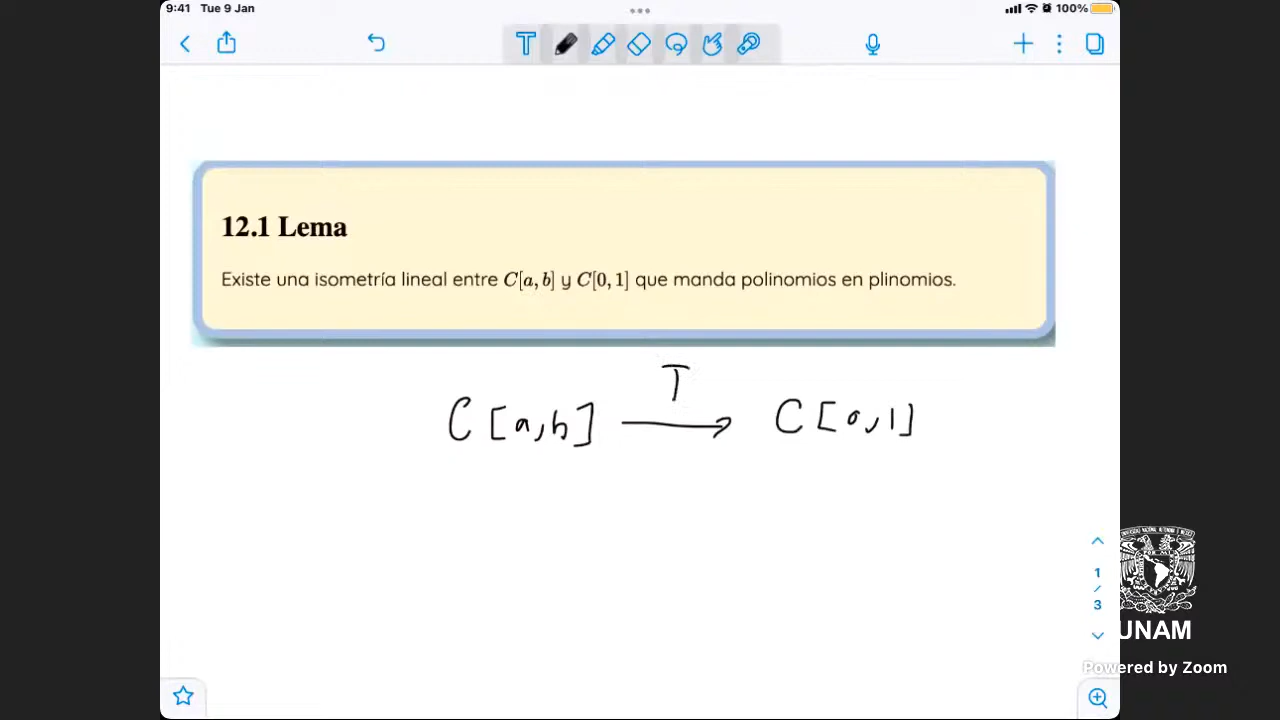 9:41 Tue 9 Jan
100%
12.1 Lema
Existe una isometría lineal entre C[a, b] y C[0, 1] que manda polinomios en plinomios.
T
C[a,b] → C[0,1]
1
3
UNAM
Powered by Zoom